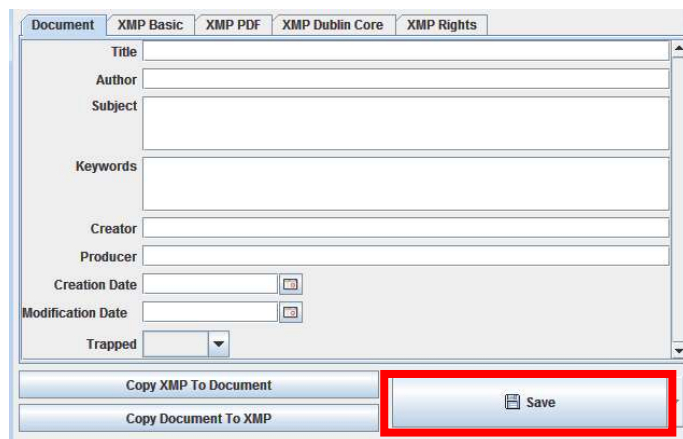 Document XMP Basic XMP PDF XMP Dublin Core XMP Rights
Title
Author
Subject
Keywords
Creator
Producer
Creation Date
Modification Date
Trapped
Copy XMP To Document
Save
Copy Document To XMP